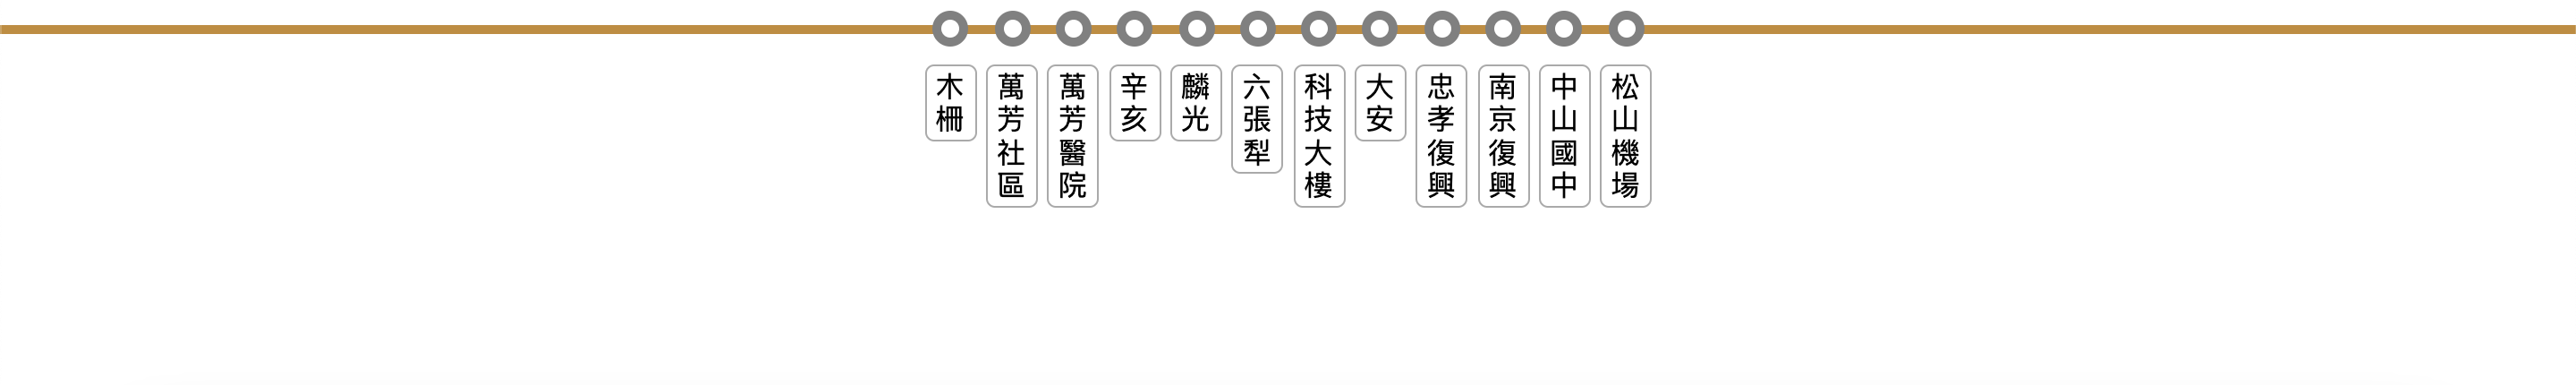 木柵
萬芳社區
萬芳醫院
辛亥
麟光
六張犁
科技大樓
大安
忠孝復興
南京復興
中山國中
松山機場